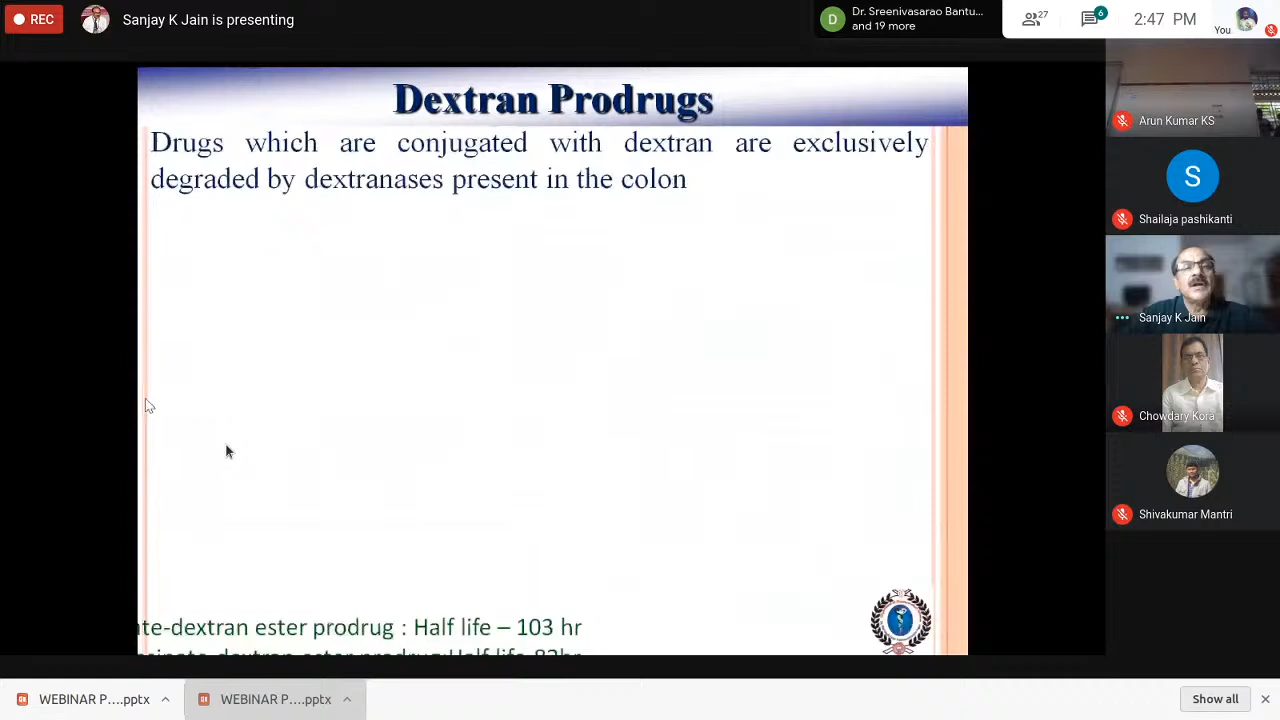 REC
Sanjay K Jain is presenting
D
Dr. Sreenivasarao Bantu...
and 19 more
27
6
2:47 PM
You
Dextran Prodrugs
Drugs which are conjugated with dextran are exclusively
degraded by dextranases present in the colon
te-dextran ester prodrug : Half life – 103 hr
Arun Kumar KS
S
Shailaja pashikanti
Sanjay K Jain
Chowdary Kora
Shivakumar Mantri
WEBINAR P....pptx
WEBINAR P....pptx
Show all